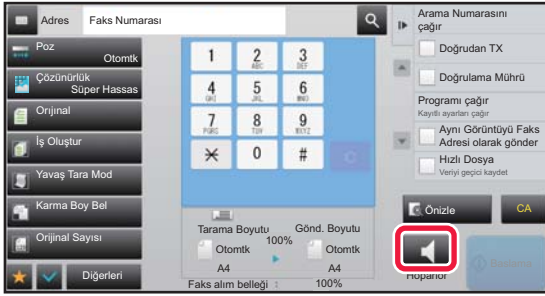 Adres
Faks Numarası
Poz
Otomtk
Çözünürlük
Süper Hassas
Orıjınal
İş Oluştur
Yavaş Tara Mod
Karma Boy Bel
Orijinal Sayısı
Diğerleri
1
2
ABC
3
DEF
4
GHI
5
JKL
6
MNO
7
PQRS
8
TUV
9
WXYZ
0
#
C
Tarama Boyutu
Gönd. Boyutu
100%
Otomtk
Otomtk
A4
A4
Faks alım belleği :
100%
Arama Numarasını
çağır
Doğrudan TX
Doğrulama Mührü
Programı çağır
Kayıtlı ayarları çağır
Aynı Görüntüyü Faks
Adresi olarak gönder
Hızlı Dosya
Veriyi geçici kaydet
Önizle
CA
Hoparlör